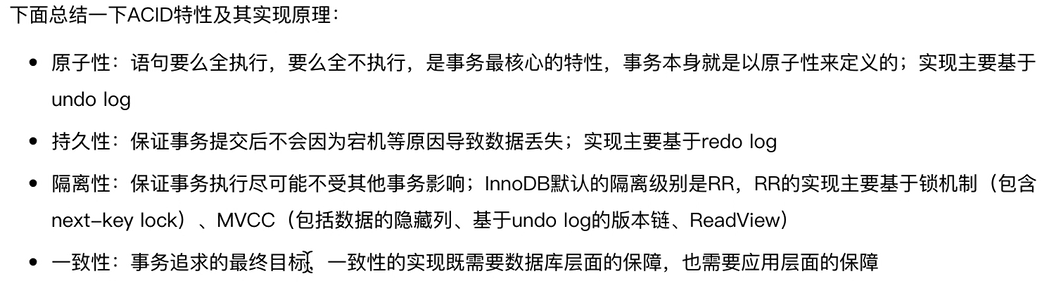 下面总结一下ACID特性及其实现原理：
• 原子性：语句要么全执行，要么全不执行，是事务最核心的特性，事务本身就是以原子性来定义的；实现主要基于
undo log
• 持久性：保证事务提交后不会因为宕机等原因导致数据丢失；实现主要基于redo log
• 隔离性：保证事务执行尽可能不受其他事务影响；InnoDB默认的隔离级别是RR，RR的实现主要基于锁机制（包含
next-key lock）、MVCC（包括数据的隐藏列、基于undo log的版本链、ReadView）
• 一致性：事务追求的最终目标，一致性的实现既需要数据库层面的保障，也需要应用层面的保障